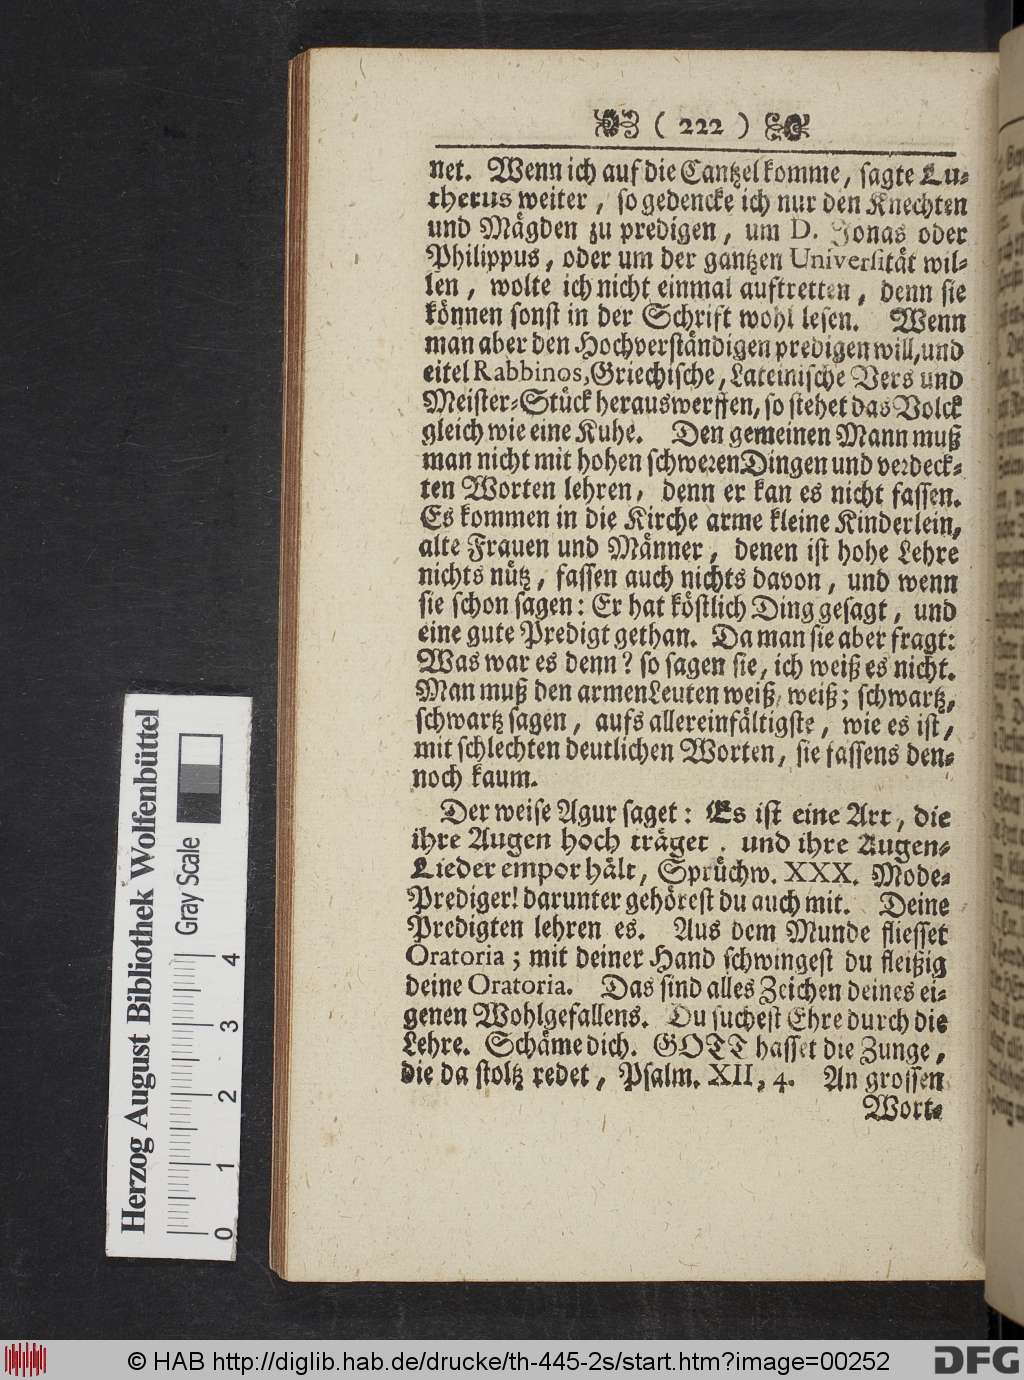 ( 222 )
net. Wenn ich auf die Cantzel komme, sagte Lu-
therus weiter, so gedencke ich nur den Knechten
und Mägden zu predigen, um D. Jonas oder
Philippus, oder um der gantzen Universität wil-
len, wolte ich nicht einmal auftretten, denn sie
können sonst in der Schrift wohl lesen. Wenn
man aber den Hochverständigen predigen will, und
eitel Rabbinos, Griechische, Lateinische Vers und
Meister-Stück herauswerffen, so stehet das Volck
gleich wie eine Kuhe. Den gemeinen Mann muß
man nicht mit hohen schweren Dingen und verdeck-
ten Worten lehren, denn er kan es nicht fassen.
Es kommen in die Kirche arme kleine Kinderlein,
alte Frauen und Männer, denen ist hohe Lehre
nichts nütz, fassen auch nichts davon, und wenn
sie schon sagen: Er hat köstlich Ding gesagt, und
eine gute Predigt gethan. Da man sie aber fragt:
Was war es denn? so sagen sie, ich weiß es nicht.
Man muß den armen Leuten weiß, weiß; schwartz,
schwartz sagen, aufs allereinfältigste, wie es ist,
mit schlechten deutlichen Worten, sie fassens den-
noch kaum.
Der weise Agur saget: Es ist eine Art, die
ihre Augen hoch träget, und ihre Augen-
Lieder empor hält, Sprüchw. XXX. Mode-
Prediger! darunter gehörest du auch mit. Deine
Predigten lehren es. Aus dem Munde fliesset
Oratoria; mit deiner Hand schwingest du fleißig
deine Oratoria. Das sind alles Zeichen deines ei-
genen Wohlgefallens. Du suchest Ehre durch die
Lehre. Schäme dich. GOTT hasset die Zunge,
die da stoltz redet, Psalm. XII, 4. An grossen
Wort-
Herzog August Bibliothek Wolfenbüttel
Gray Scale
0 1 2 3 4
© HAB http://diglib.hab.de/drucke/th-445-2s/start.htm?image=00252
DFG